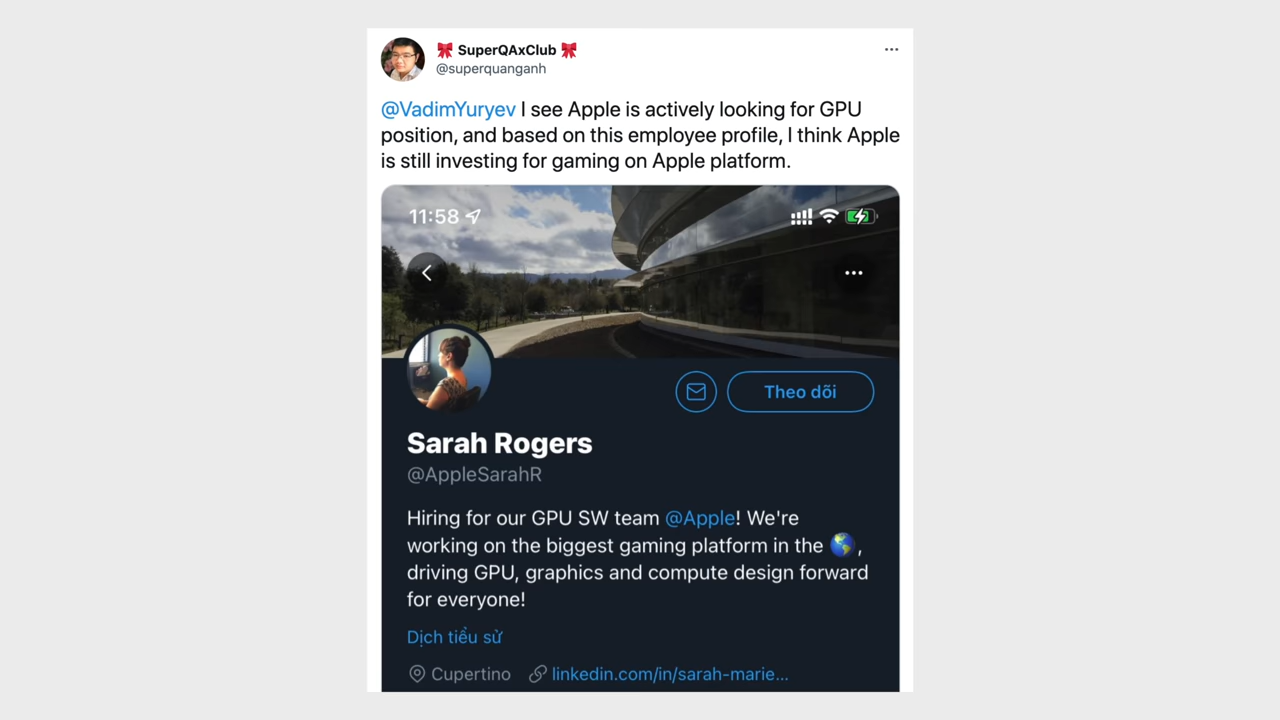 🎀 SuperQAxClub 🎀
@superquanganh
@VadimYuryev I see Apple is actively looking for GPU
position, and based on this employee profile, I think Apple
is still investing for gaming on Apple platform.
11:58
Theo dõi
Sarah Rogers
@AppleSarahR
Hiring for our GPU SW team @Apple! We're
working on the biggest gaming platform in the 🌎,
driving GPU, graphics and compute design forward
for everyone!
Dịch tiểu sử
Cupertino linkedin.com/in/sarah-marie...